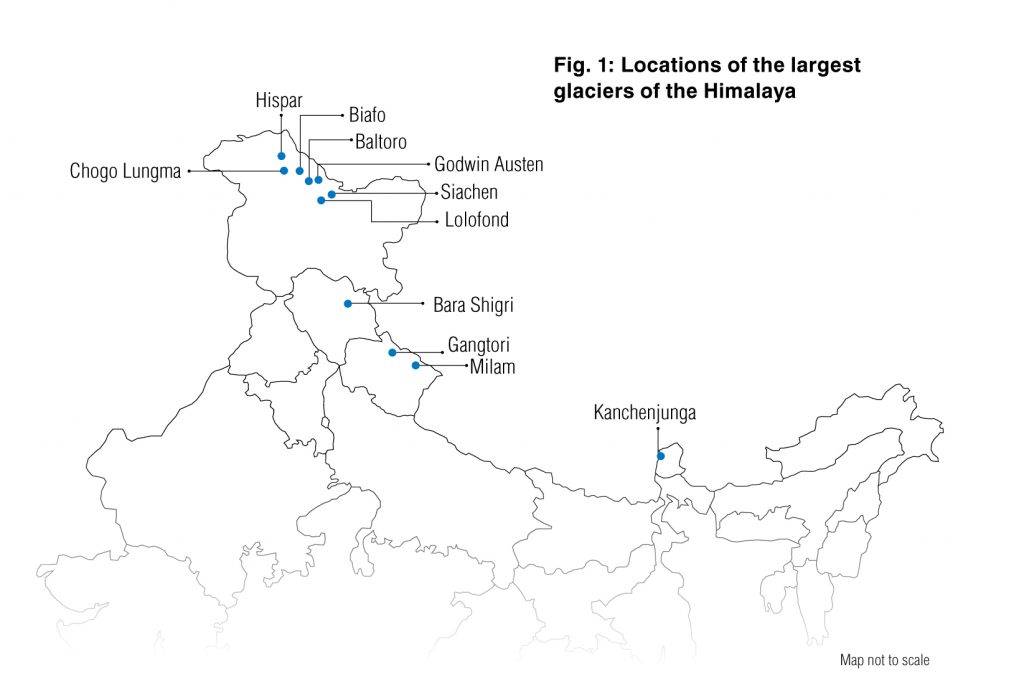 Fig. 1: Locations of the largest
glaciers of the Himalaya
Hispar
Biafo
Baltoro
Godwin Austen
Chogo Lungma
Siachen
Lolofond
Bara Shigri
Gangtori
Milam
Kanchenjunga
Map not to scale